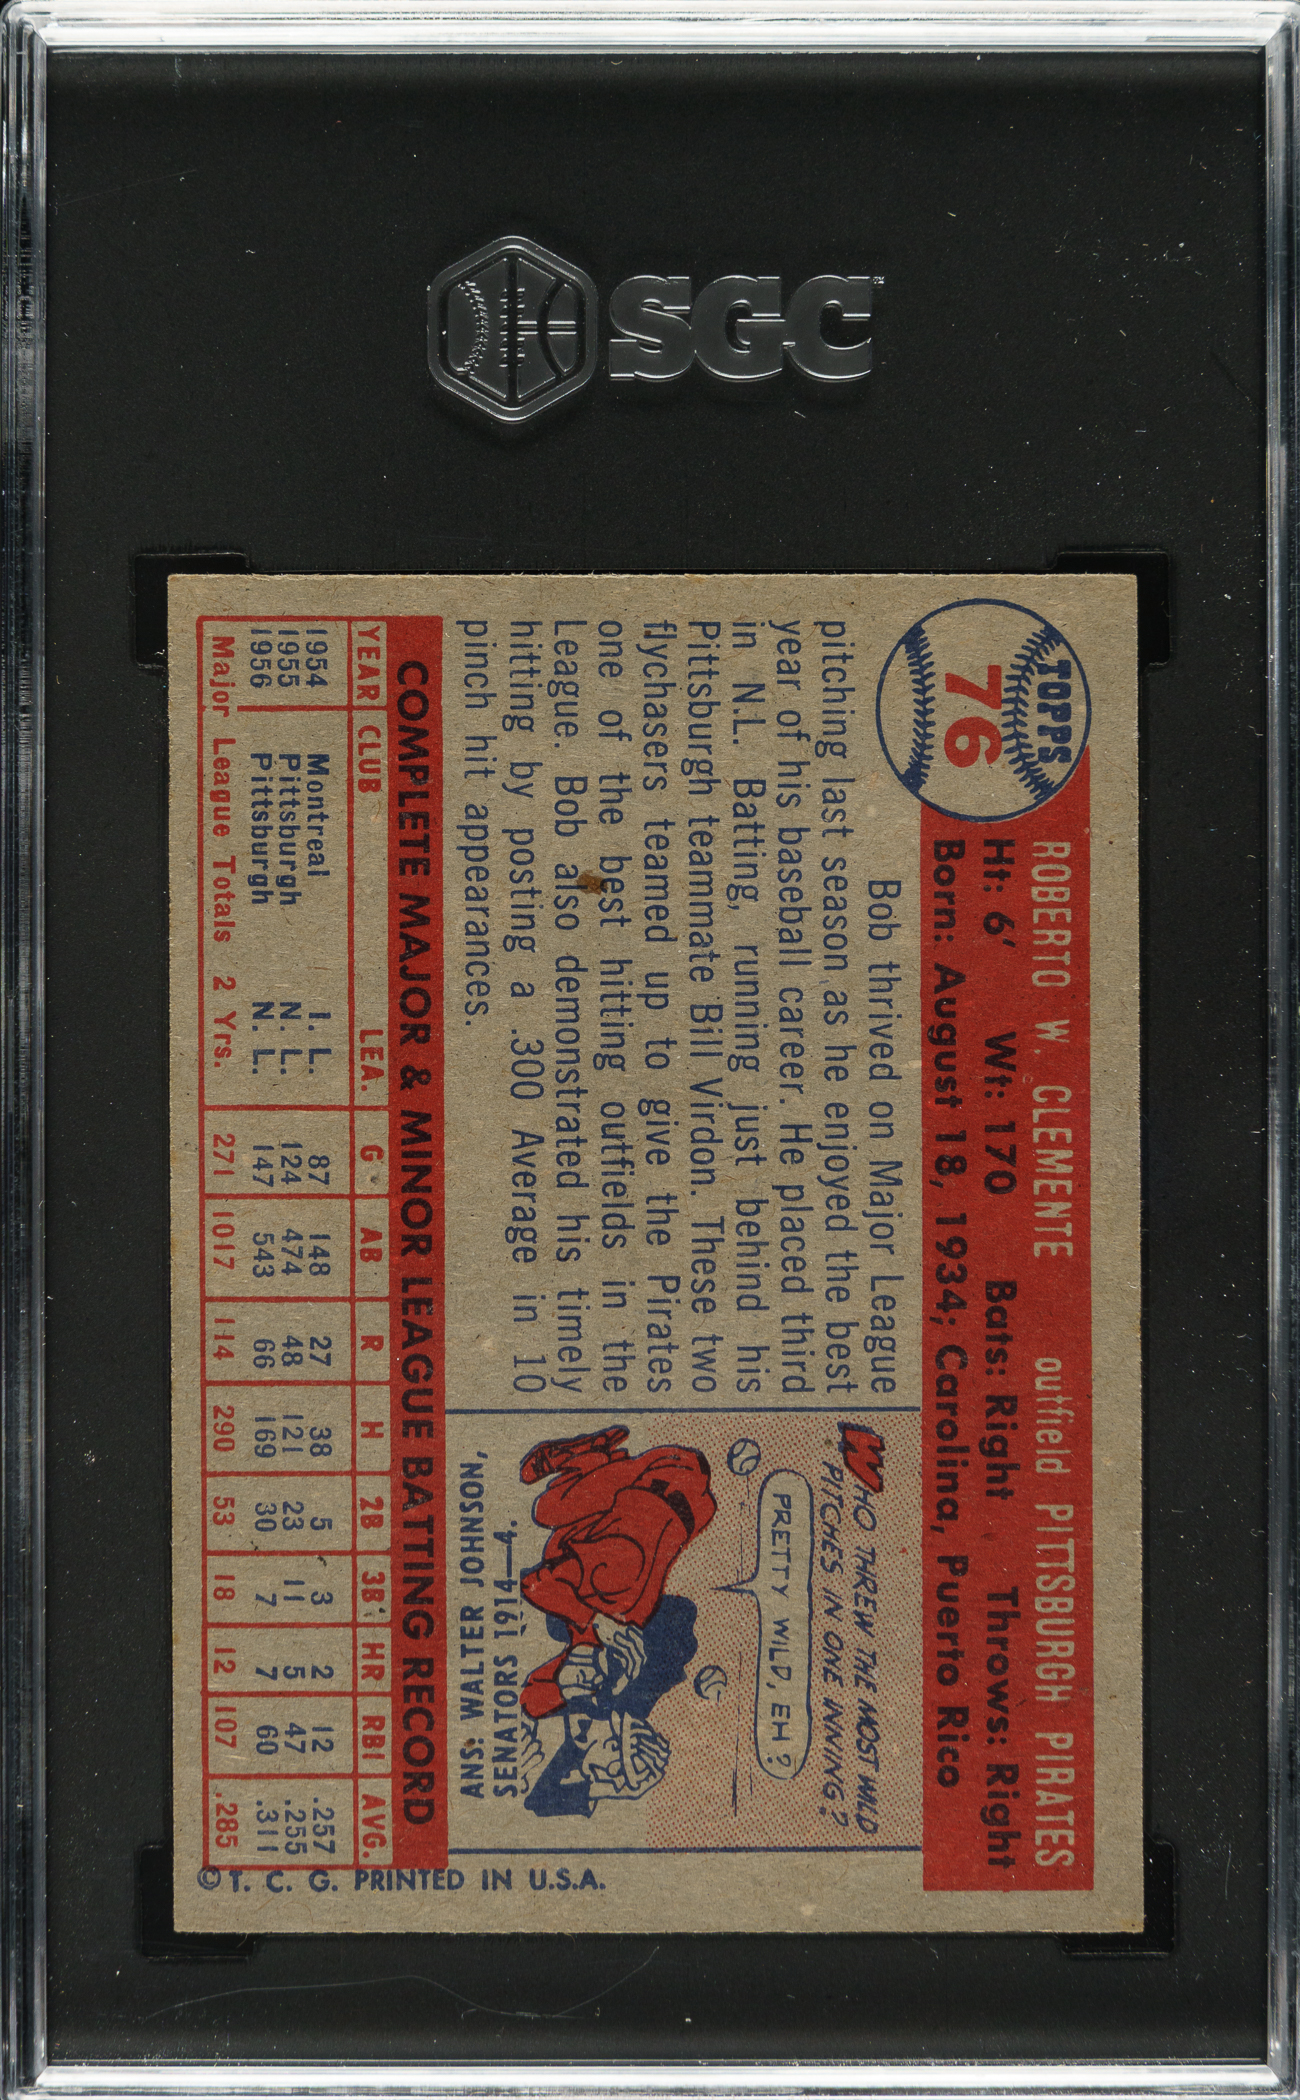 SGC
TOPPS
76
ROBERTO W. CLEMENTE outfield PITTSBURGH PIRATES
Ht: 6' Wt: 170 Bats: Right Throws: Right
Born: August 18, 1934; Carolina, Puerto Rico
Bob thrived on Major League
pitching last season as he enjoyed the best
year of his baseball career. He placed third
in N.L. Batting, running just behind his
Pittsburgh teammate Bill Virdon. These two
flychasers teamed up to give the Pirates
one of the best hitting outfields in the
League. Bob also demonstrated his timely
hitting by posting a .300 Average in 10
pinch hit appearances.
WHO THREW THE MOST WILD
PITCHES IN ONE INNING?
PRETTY WILD, EH?
ANS: WALTER JOHNSON,
SENATORS 1914—4.
COMPLETE MAJOR & MINOR LEAGUE BATTING RECORD
YEAR CLUB LEA. G AB R H 2B 3B HR RBI AVG.
1954 Montreal I. L. 87 148 27 38 5 3 2 12 .257
1955 Pittsburgh N. L. 124 474 48 121 23 11 5 47 .255
1956 Pittsburgh N. L. 147 543 66 169 30 7 7 60 .311
Major League Totals 2 Yrs. 271 1017 114 290 53 18 12 107 .285
© T. C. G. PRINTED IN U.S.A.